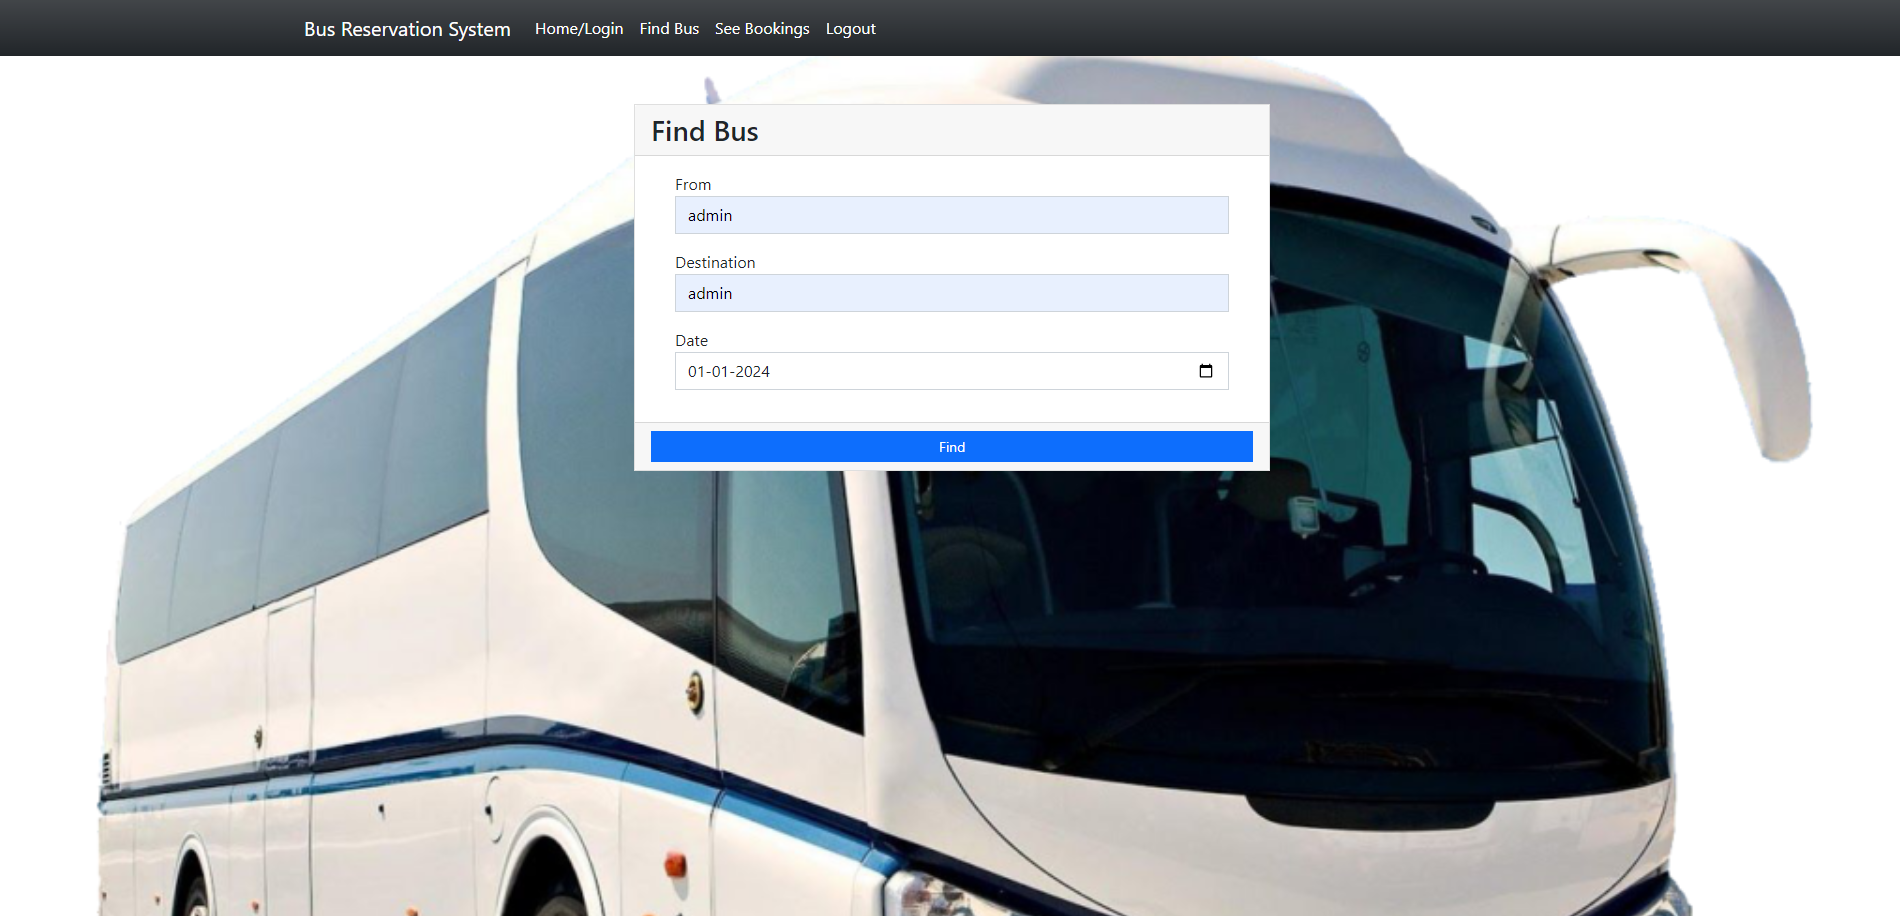 Bus Reservation System Home/Login Find Bus See Bookings Logout
Find Bus
From
admin
Destination
admin
Date
01-01-2024
Find